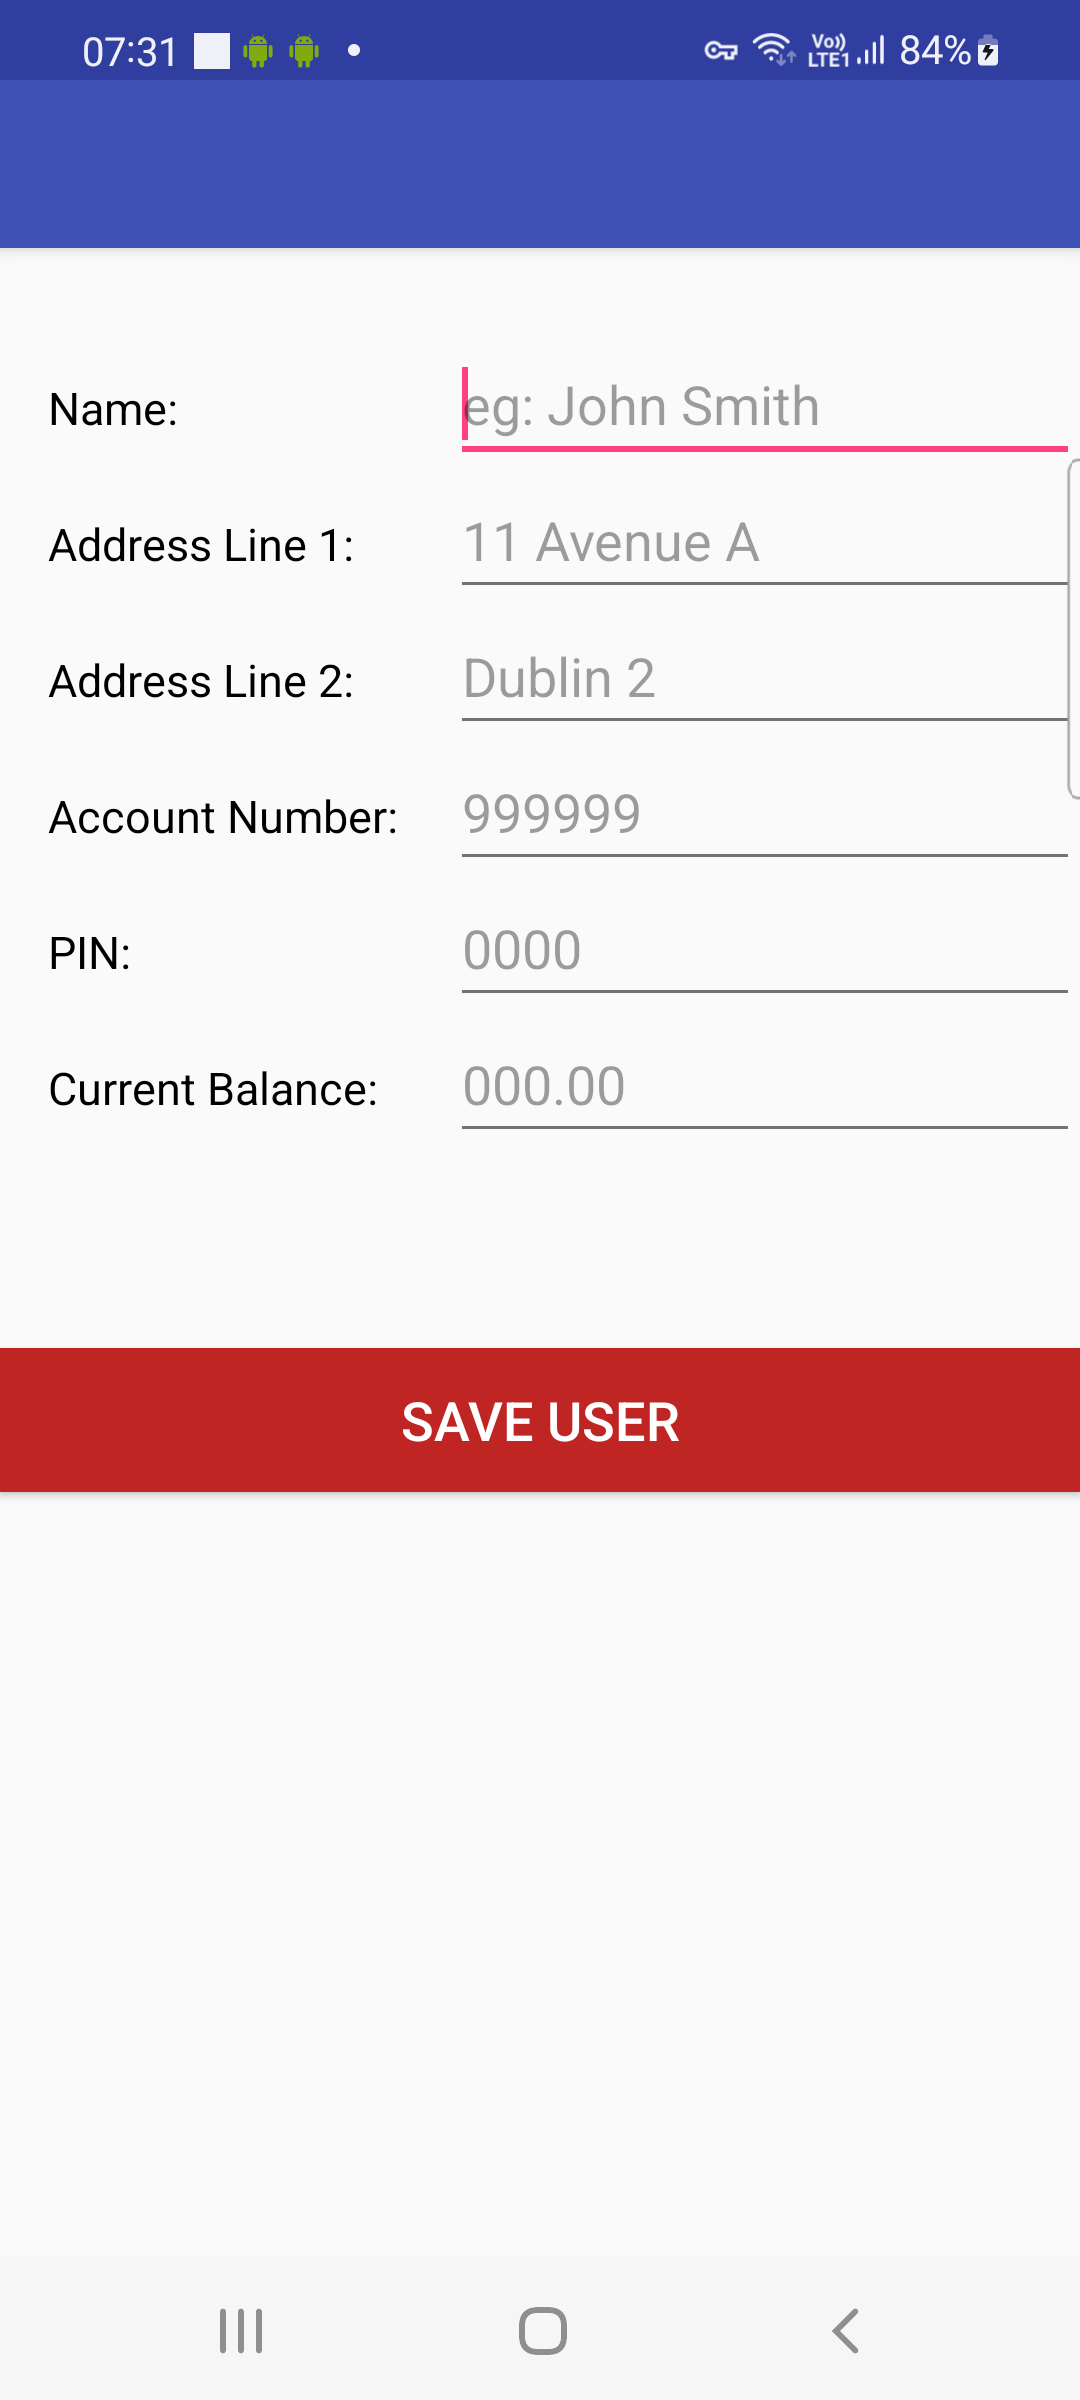 07:31 Vo)) LTE1 84%
Name: eg: John Smith
Address Line 1: 11 Avenue A
Address Line 2: Dublin 2
Account Number: 999999
PIN: 0000
Current Balance: 000.00
SAVE USER